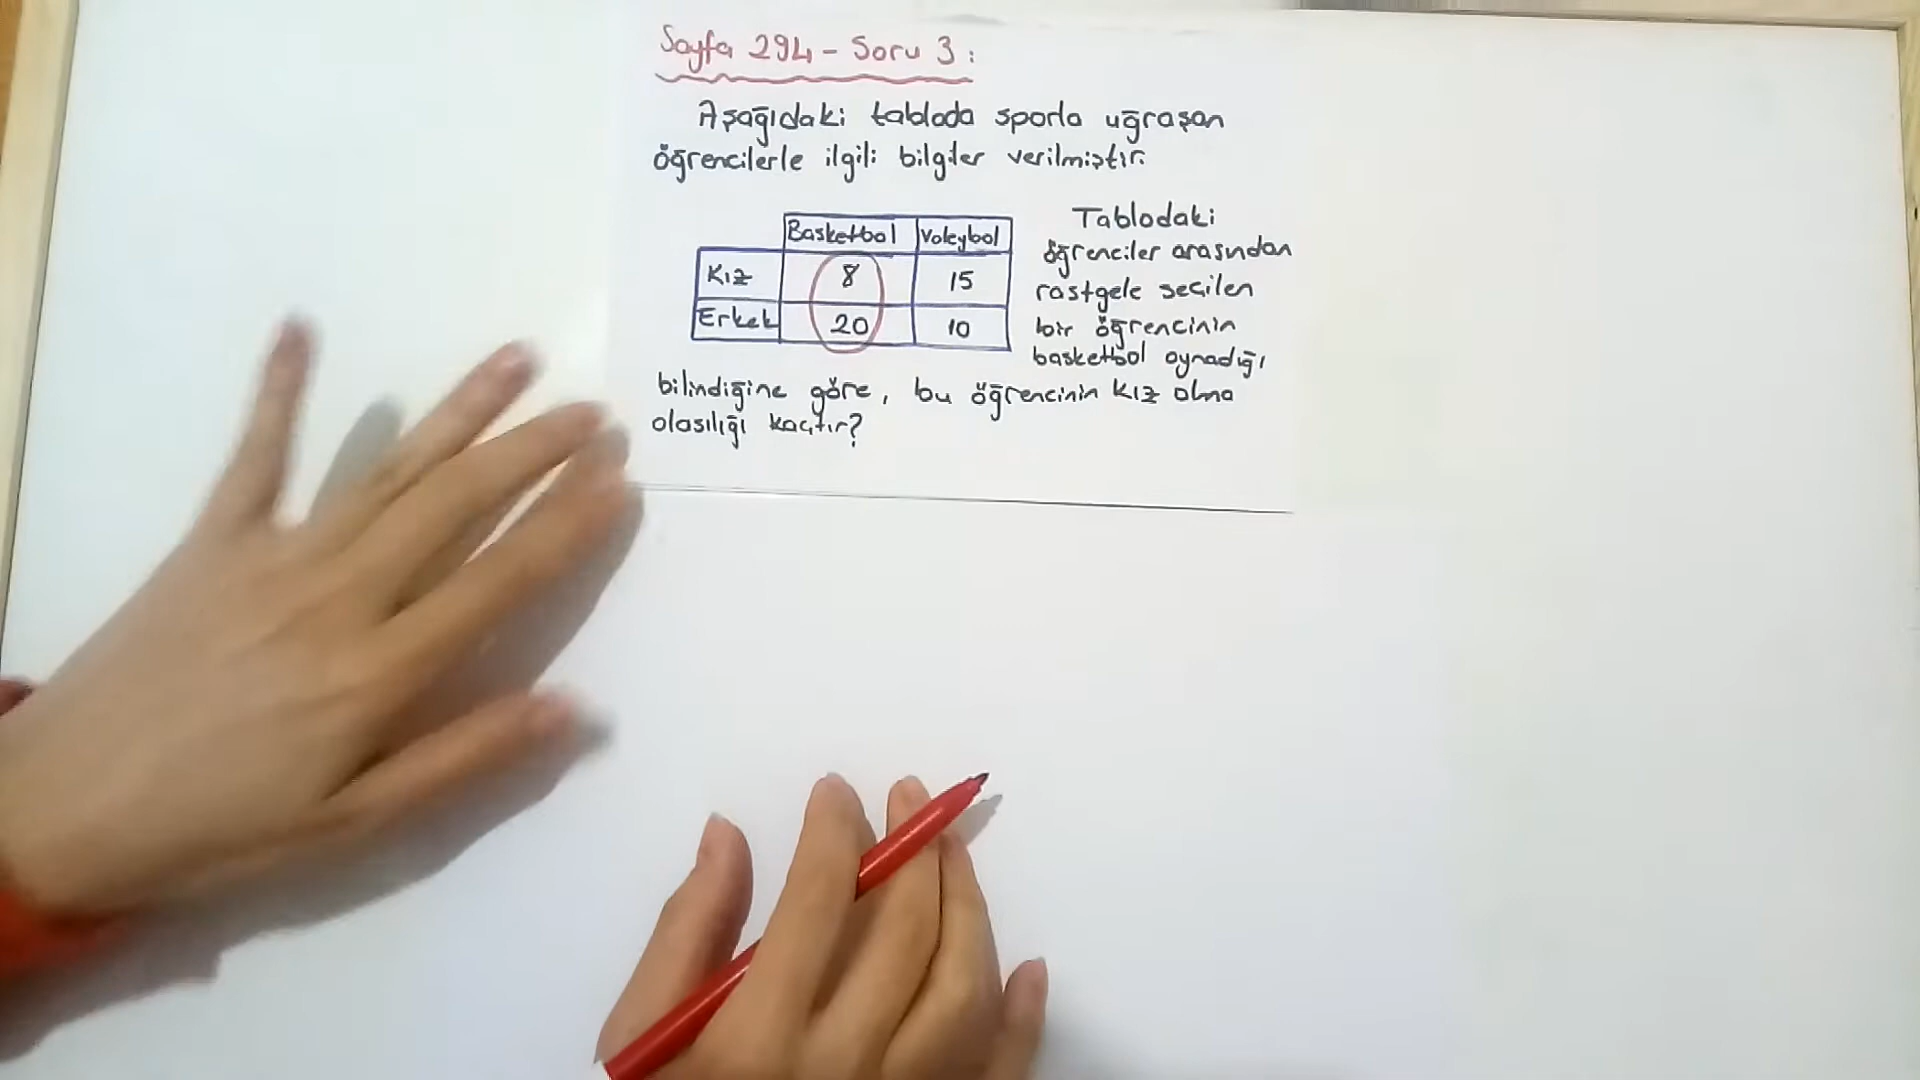 Sayfa 294 - Soru 3 :
Aşağıdaki tabloda sporla uğraşan
öğrencilerle ilgili bilgiler verilmiştir.
Basketbol Voleybol
Kız 8 15
Erkek 20 10
Tablodaki
öğrenciler arasından
rastgele seçilen
bir öğrencinin
basketbol oynadığı
bilindiğine göre, bu öğrencinin kız olma
olasılığı kaçtır?